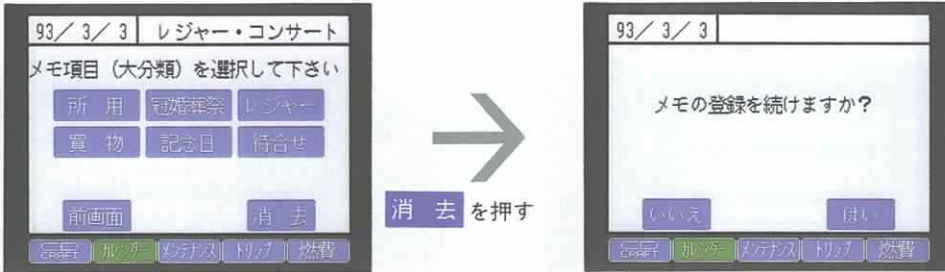 93/ 3/ 3 レジャー・コンサート
メモ項目（大分類）を選択して下さい
所 用 冠婚葬祭 レジャー
買 物 記念日 待合せ
前画面 消 去
CRAFT カレンダー メンテナンス トリップ 燃費
消 去 を押す
93/ 3/ 3
メモの登録を続けますか?
いいえ はい
CRAFT カレンダー メンテナンス トリップ 燃費